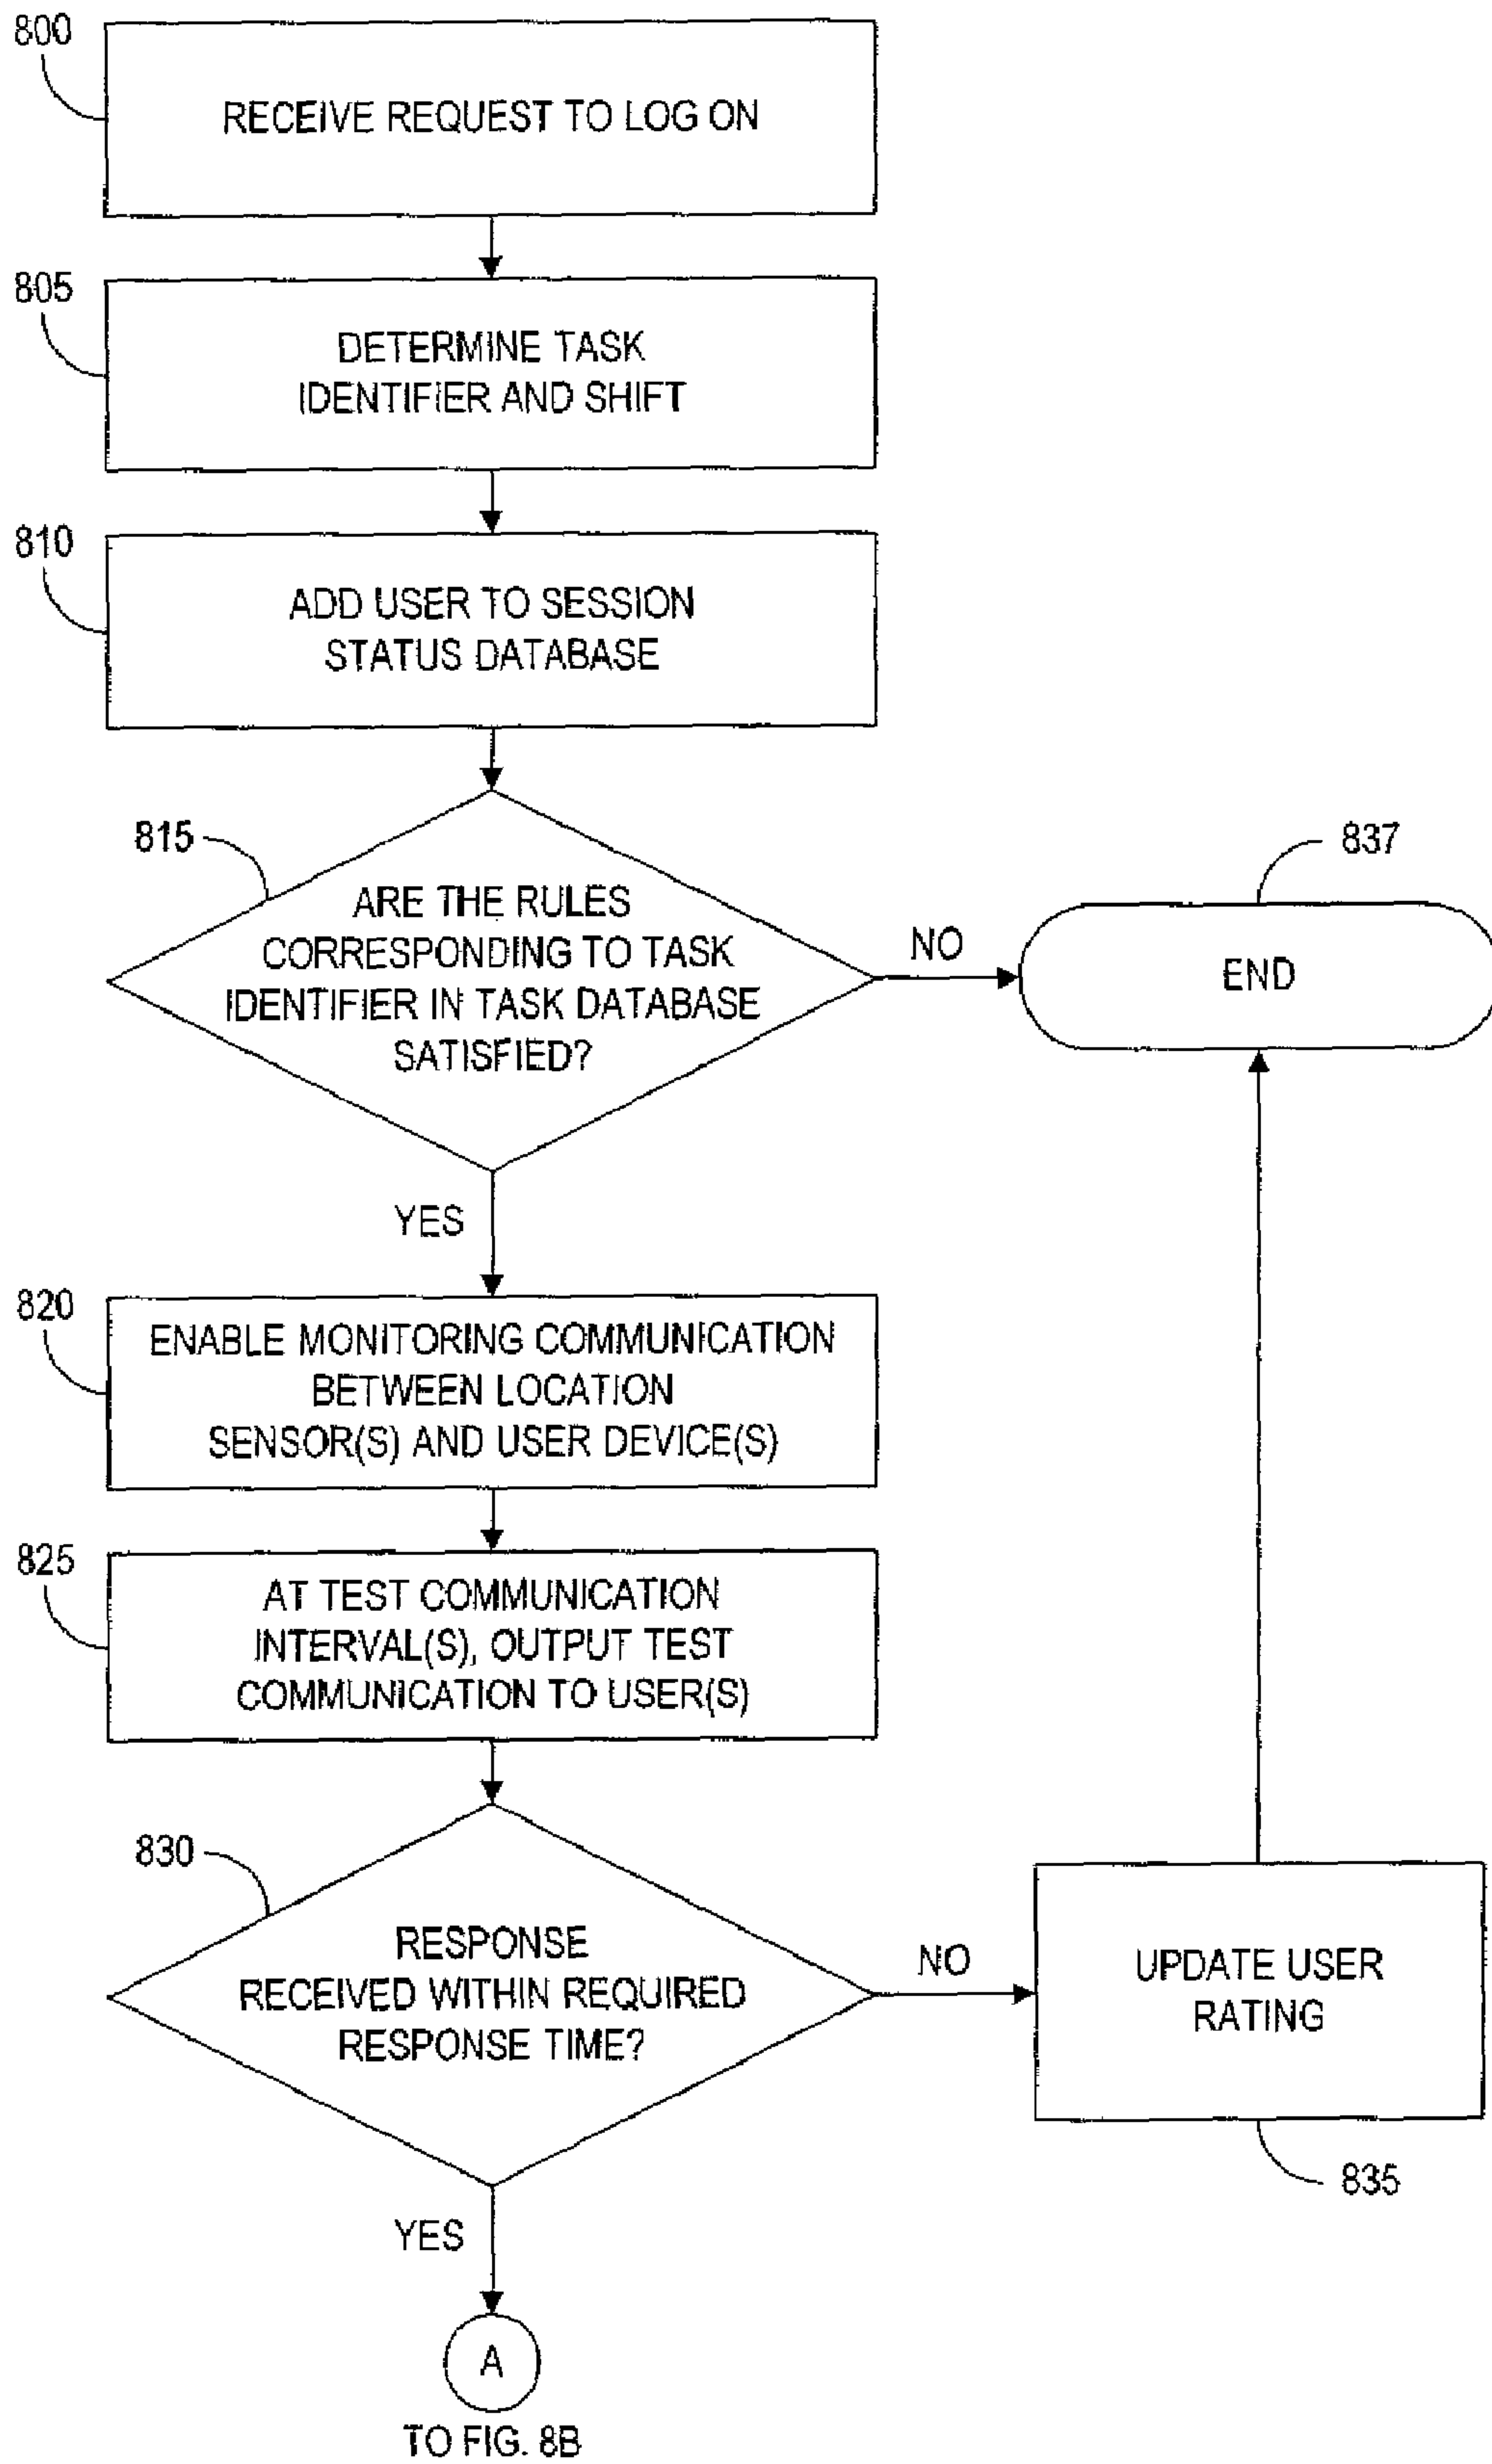 800
RECEIVE REQUEST TO LOG ON
805
DETERMINE TASK
IDENTIFIER AND SHIFT
810
ADD USER TO SESSION
STATUS DATABASE
815
ARE THE RULES
CORRESPONDING TO TASK
IDENTIFIER IN TASK DATABASE
SATISFIED?
NO
837
END
YES
820
ENABLE MONITORING COMMUNICATION
BETWEEN LOCATION
SENSOR(S) AND USER DEVICE(S)
825
AT TEST COMMUNICATION
INTERVAL(S), OUTPUT TEST
COMMUNICATION TO USER(S)
830
RESPONSE
RECEIVED WITHIN REQUIRED
RESPONSE TIME?
NO
UPDATE USER
RATING
835
YES
A
TO FIG. 8B